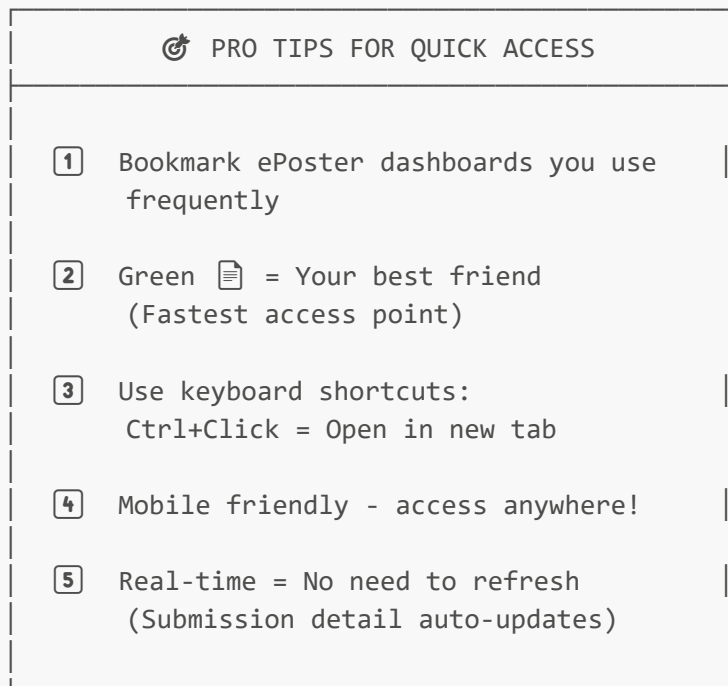 🎯 PRO TIPS FOR QUICK ACCESS
1️⃣ Bookmark ePoster dashboards you use
frequently
2️⃣ Green 📄 = Your best friend
(Fastest access point)
3️⃣ Use keyboard shortcuts:
Ctrl+Click = Open in new tab
4️⃣ Mobile friendly - access anywhere!
5️⃣ Real-time = No need to refresh
(Submission detail auto-updates)